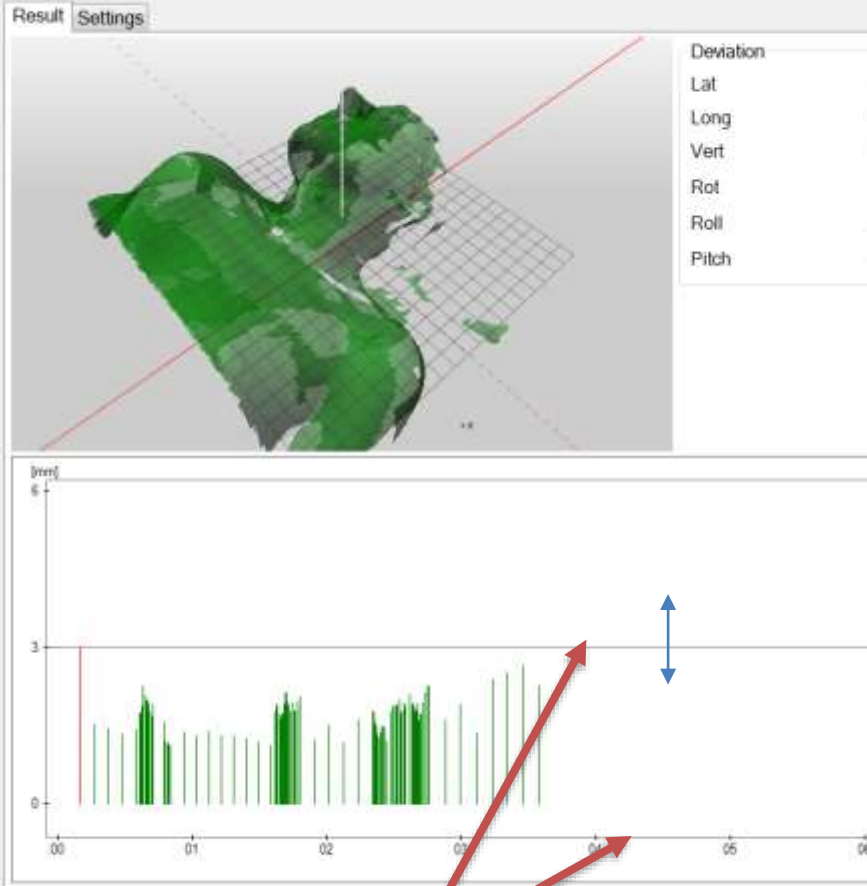 Result Settings
Deviation
Lat
Long
Vert
Rot
Roll
Pitch
[mm]
6
3
0
00 01 02 03 04 05